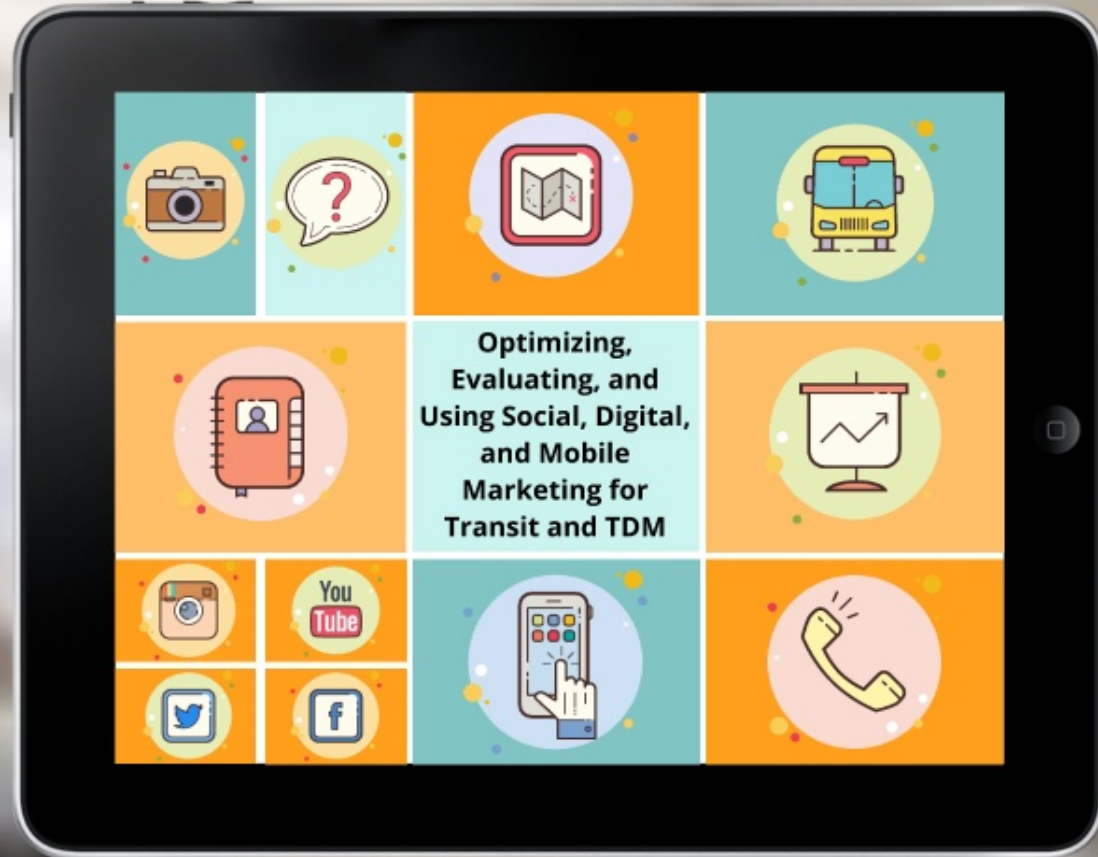 Optimizing,
Evaluating, and
Using Social, Digital,
and Mobile
Marketing for
Transit and TDM
?
You
Tube
f